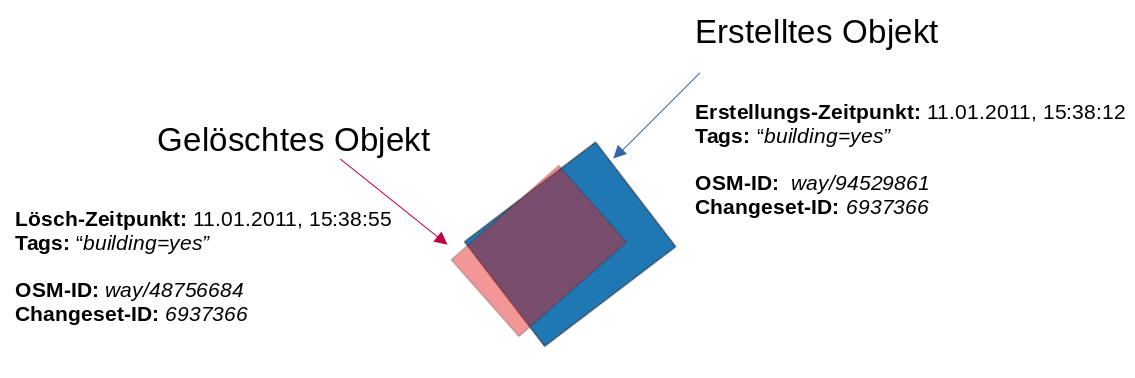 Erstelltes Objekt
Erstellungs-Zeitpunkt: 11.01.2011, 15:38:12
Tags: “building=yes”
OSM-ID: way/94529861
Changeset-ID: 6937366
Gelöschtes Objekt
Lösch-Zeitpunkt: 11.01.2011, 15:38:55
Tags: “building=yes”
OSM-ID: way/48756684
Changeset-ID: 6937366